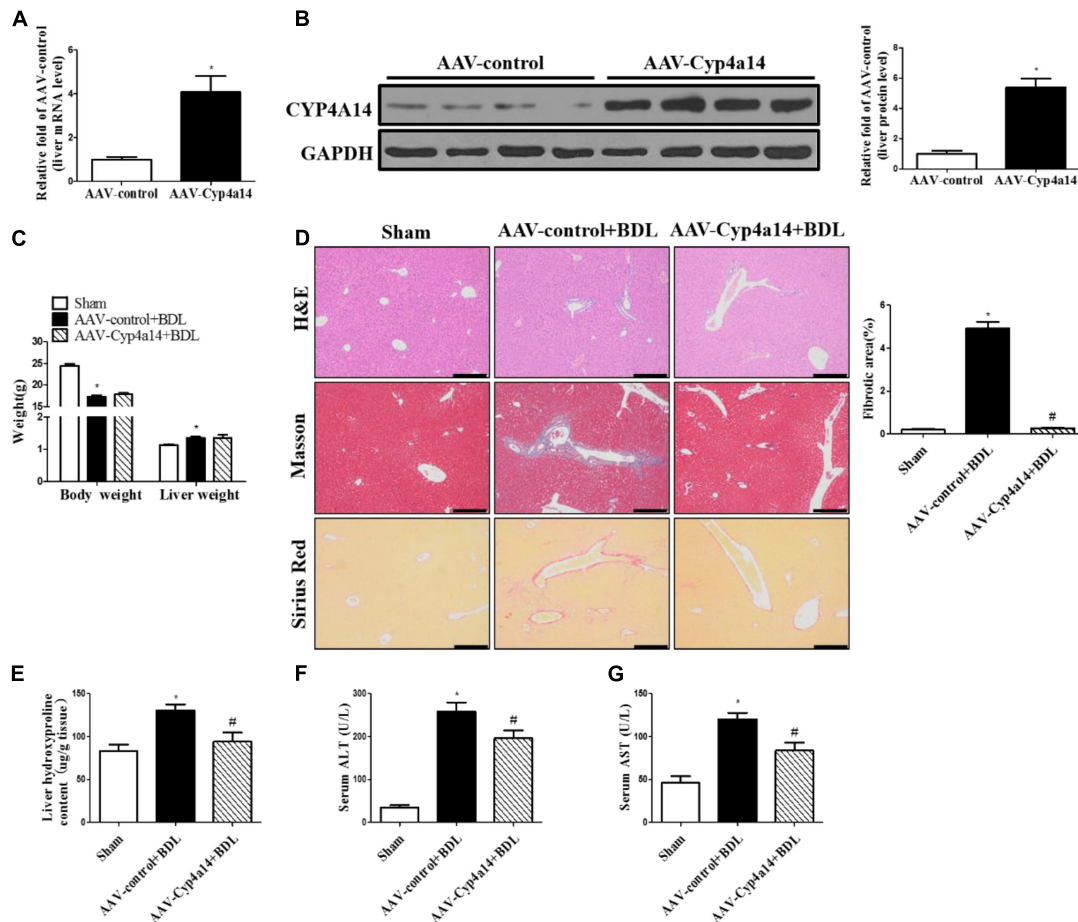 A
Relative fold of AAV-control
(liver mRNA level)
6
4
2
0
*
AAV-control
AAV-Cyp4a14
B
AAV-control
AAV-Cyp4a14
CYP4A14
GAPDH
Relative fold of AAV-control
(liver protein level)
8
6
4
2
0
*
AAV-control
AAV-Cyp4a14
C
Sham
AAV-control+BDL
AAV-Cyp4a14+BDL
Weight(g)
30
25
20
15
2
1
0
*
*
Body weight
Liver weight
D
Sham
AAV-control+BDL
AAV-Cyp4a14+BDL
H&E
Masson
Sirius Red
Fibrotic area(%)
6
4
2
0
*
#
Sham
AAV-control+BDL
AAV-Cyp4a14+BDL
E
Liver hydroxyproline
content (ug/g tissue)
150
100
50
0
*
#
Sham
AAV-control+BDL
AAV-Cyp4a14+BDL
F
Serum ALT (U/L)
300
200
100
0
*
#
Sham
AAV-control+BDL
AAV-Cyp4a14+BDL
G
Serum AST (U/L)
150
100
50
0
*
#
Sham
AAV-control+BDL
AAV-Cyp4a14+BDL